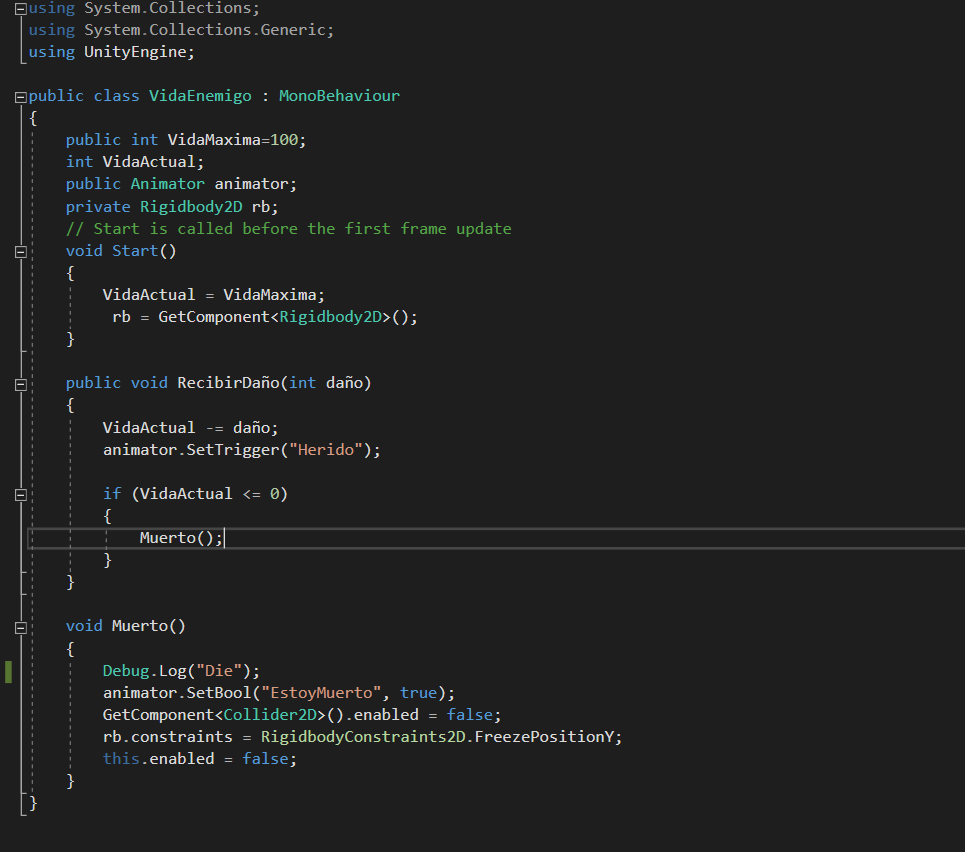 using System.Collections;
using System.Collections.Generic;
using UnityEngine;
public class VidaEnemigo : MonoBehaviour
{
public int VidaMaxima=100;
int VidaActual;
public Animator animator;
private Rigidbody2D rb;
// Start is called before the first frame update
void Start()
{
VidaActual = VidaMaxima;
rb = GetComponent<Rigidbody2D>();
}
public void RecibirDaño(int daño)
{
VidaActual -= daño;
animator.SetTrigger("Herido");
if (VidaActual <= 0)
{
Muerto();
}
}
void Muerto()
{
Debug.Log("Die");
animator.SetBool("EstoyMuerto", true);
GetComponent<Collider2D>().enabled = false;
rb.constraints = RigidbodyConstraints2D.FreezePositionY;
this.enabled = false;
}
}